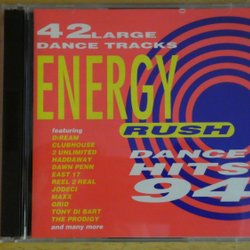 42 LARGE
DANCE TRACKS
ENERGY
RUSH
DANCE
HITS
94
featuring
D:REAM
CLUBHOUSE
2 UNLIMITED
HADDAWAY
DAWN PENN
EAST 17
REEL 2 REAL
JODECI
MAXX
GRID
TONY DI BART
THE PRODIGY
and many more